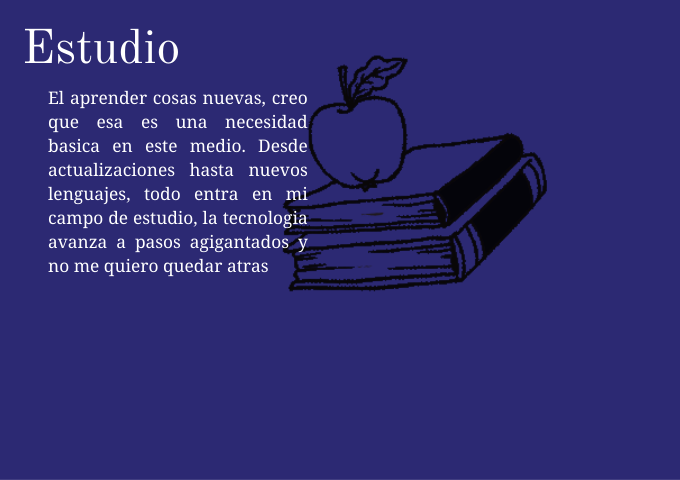 Estudio
El aprender cosas nuevas, creo
que esa es una necesidad
basica en este medio. Desde
actualizaciones hasta nuevos
lenguajes, todo entra en mi
campo de estudio, la tecnologia
avanza a pasos agigantados y
no me quiero quedar atras